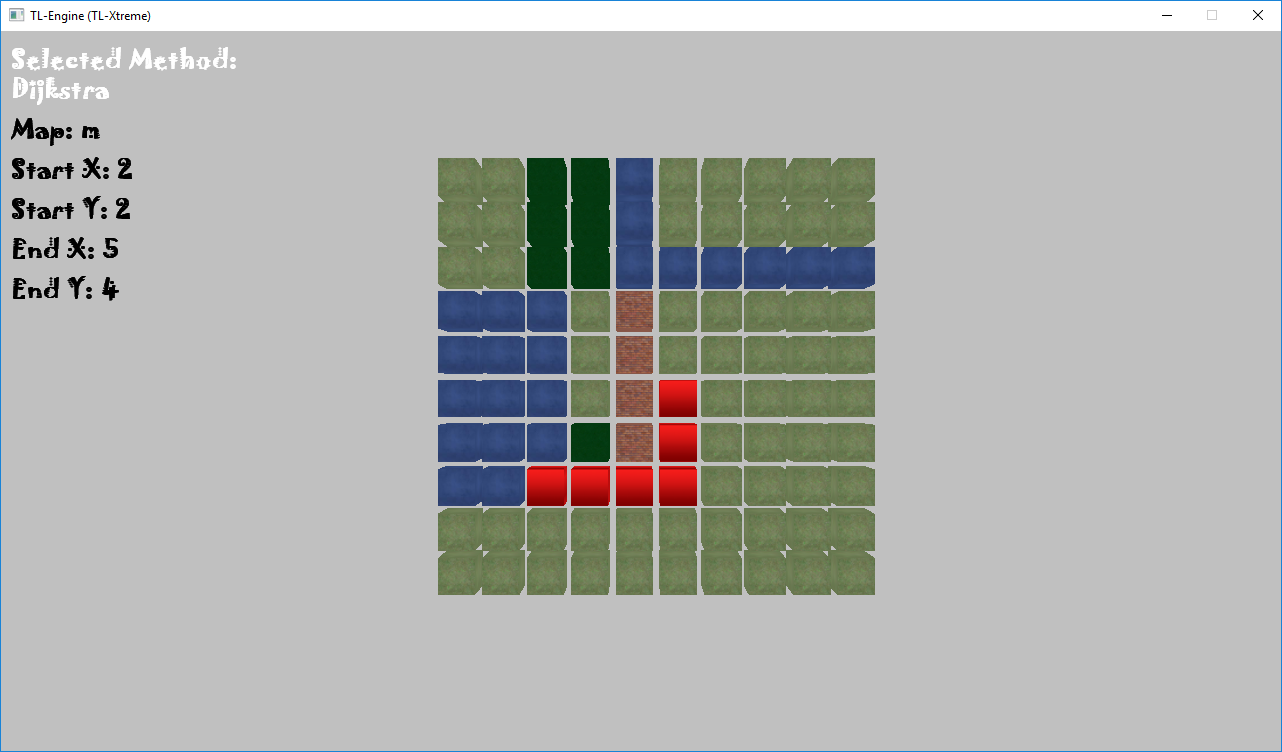 TL-Engine (TL-Xtreme)
Selected Method:
Dijkstra
Map: m
Start X: 2
Start Y: 2
End X: 5
End Y: 4